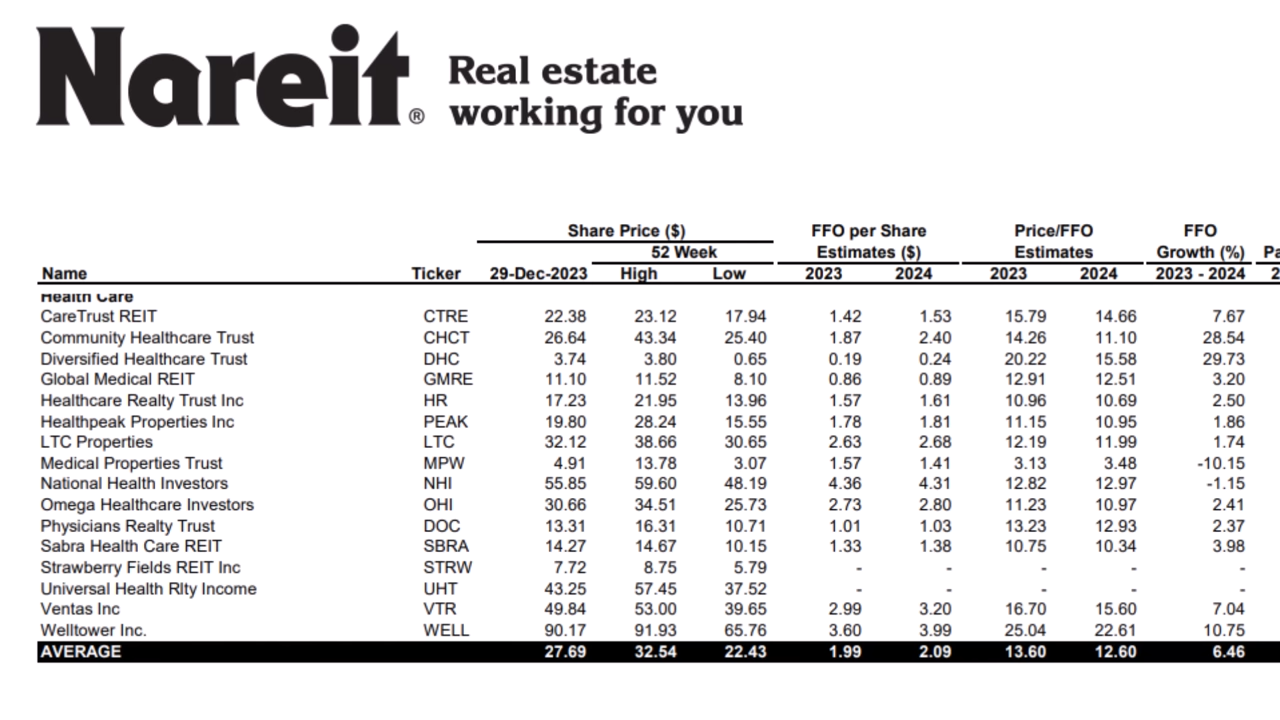 Nareit® Real estate
working for you
Share Price ($) FFO per Share Price/FFO FFO
52 Week Estimates ($) Estimates Growth (%) Pa
Name Ticker 29-Dec-2023 High Low 2023 2024 2023 2024 2023 - 2024 2
Health Care
CareTrust REIT CTRE 22.38 23.12 17.94 1.42 1.53 15.79 14.66 7.67
Community Healthcare Trust CHCT 26.64 43.34 25.40 1.87 2.40 14.26 11.10 28.54
Diversified Healthcare Trust DHC 3.74 3.80 0.65 0.19 0.24 20.22 15.58 29.73
Global Medical REIT GMRE 11.10 11.52 8.10 0.86 0.89 12.91 12.51 3.20
Healthcare Realty Trust Inc HR 17.23 21.95 13.96 1.57 1.61 10.96 10.69 2.50
Healthpeak Properties Inc PEAK 19.80 28.24 15.55 1.78 1.81 11.15 10.95 1.86
LTC Properties LTC 32.12 38.66 30.65 2.63 2.68 12.19 11.99 1.74
Medical Properties Trust MPW 4.91 13.78 3.07 1.57 1.41 3.13 3.48 -10.15
National Health Investors NHI 55.85 59.60 48.19 4.36 4.31 12.82 12.97 -1.15
Omega Healthcare Investors OHI 30.66 34.51 25.73 2.73 2.80 11.23 10.97 2.41
Physicians Realty Trust DOC 13.31 16.31 10.71 1.01 1.03 13.23 12.93 2.37
Sabra Health Care REIT SBRA 14.27 14.67 10.15 1.33 1.38 10.75 10.34 3.98
Strawberry Fields REIT Inc STRW 7.72 8.75 5.79 - - - - -
Universal Health Rlty Income UHT 43.25 57.45 37.52 - - - - -
Ventas Inc VTR 49.84 53.00 39.65 2.99 3.20 16.70 15.60 7.04
Welltower Inc. WELL 90.17 91.93 65.76 3.60 3.99 25.04 22.61 10.75
AVERAGE 27.69 32.54 22.43 1.99 2.09 13.60 12.60 6.46